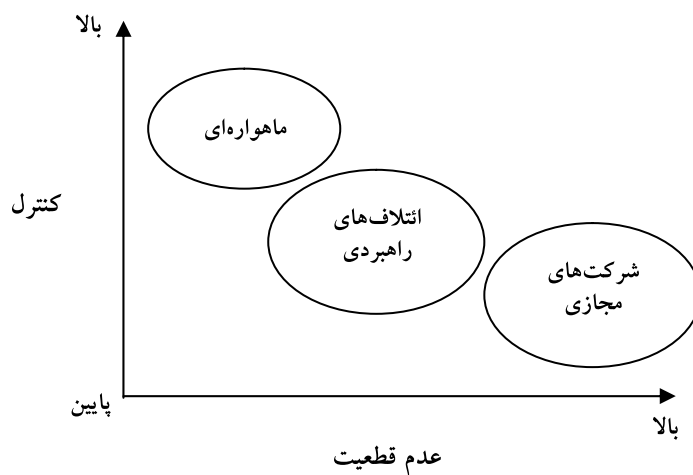 بالا
ماهواره‌ای
کنترل
ائتلاف‌های
راهبردی
شرکت‌های
مجازی
پایین
بالا
عدم قطعیت